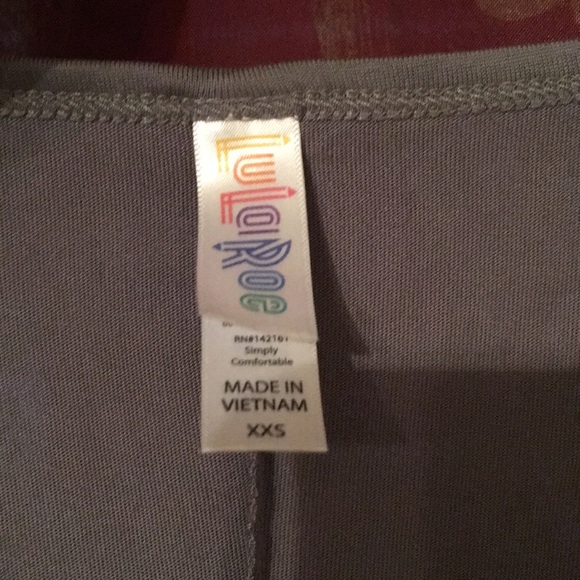 LuLaRoe
RN#142161
Simply
Comfortable
MADE IN
VIETNAM
XXS